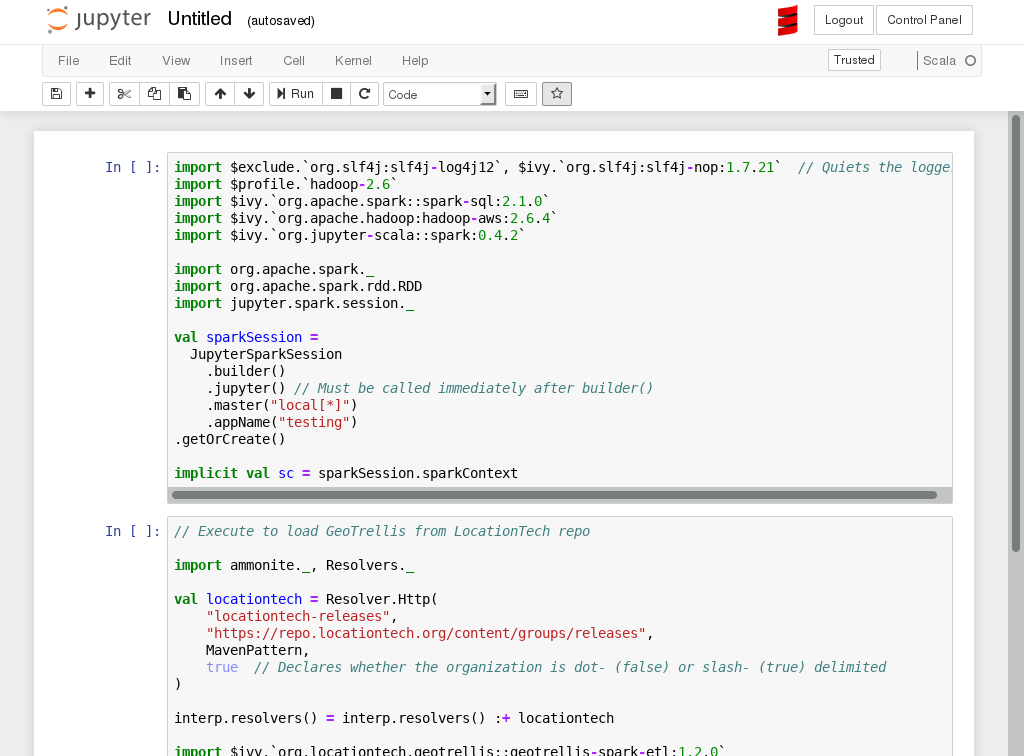 jupyter Untitled (autosaved) Logout Control Panel
File Edit View Insert Cell Kernel Help Trusted Scala
Run Code
In [ ]: import $exclude.`org.slf4j:slf4j-log4j12`, $ivy.`org.slf4j:slf4j-nop:1.7.21`  // Quiets the logge
import $profile.`hadoop-2.6`
import $ivy.`org.apache.spark::spark-sql:2.1.0`
import $ivy.`org.apache.hadoop:hadoop-aws:2.6.4`
import $ivy.`org.jupyter-scala::spark:0.4.2`
import org.apache.spark._
import org.apache.spark.rdd.RDD
import jupyter.spark.session._
val sparkSession =
  JupyterSparkSession
    .builder()
    .jupyter() // Must be called immediately after builder()
    .master("local[*]")
    .appName("testing")
.getOrCreate()
implicit val sc = sparkSession.sparkContext
In [ ]: // Execute to load GeoTrellis from LocationTech repo
import ammonite._, Resolvers._
val locationtech = Resolver.Http(
    "locationtech-releases",
    "https://repo.locationtech.org/content/groups/releases",
    MavenPattern,
    true  // Declares whether the organization is dot- (false) or slash- (true) delimited
)
interp.resolvers() = interp.resolvers() :+ locationtech
import $ivy.`org.locationtech.geotrellis::geotrellis-spark-etl:1.2.0`